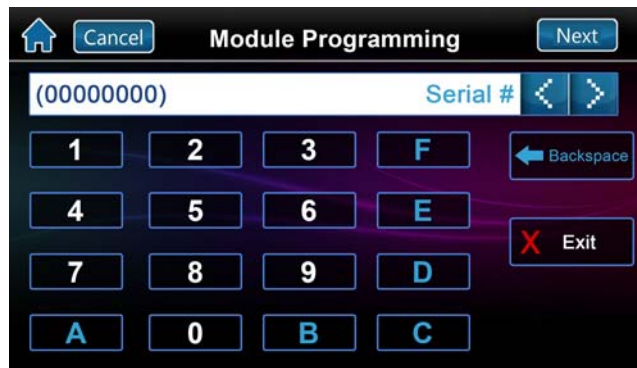 Cancel Module Programming Next
(00000000) Serial #
1 2 3 F Backspace
4 5 6 E
X Exit
7 8 9 D
A 0 B C